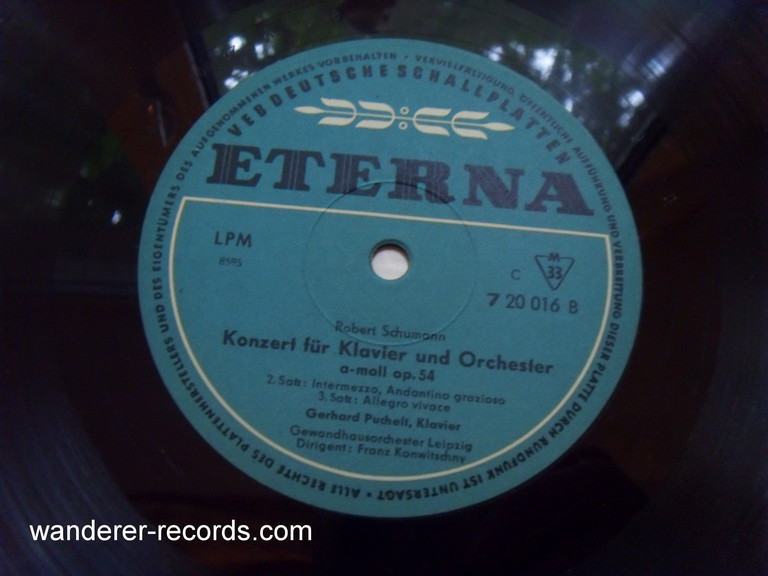 ALLE RECHTE DES PLATTENHERSTELLERS UND DES EIGENTÜMERS DES AUFGENOMMENEN WERKES VORBEHALTEN • VERVIELFÄLTIGUNG, ÖFFENTLICHE AUFFÜHRUNG UND VERBREITUNG DIESER PLATTE DURCH RUNDFUNK IST UNTERSAGT •
VEB DEUTSCHE SCHALLPLATTEN
ETERNA
LPM
8595
M
33
C
7 20 016 B
Robert Schumann
Konzert für Klavier und Orchester
a-moll op. 54
2. Satz: Intermezzo, Andantino grazioso
3. Satz: Allegro vivace
Gerhard Puchelt, Klavier
Gewandhausorchester Leipzig
Dirigent: Franz Konwitschny
wanderer-records.com